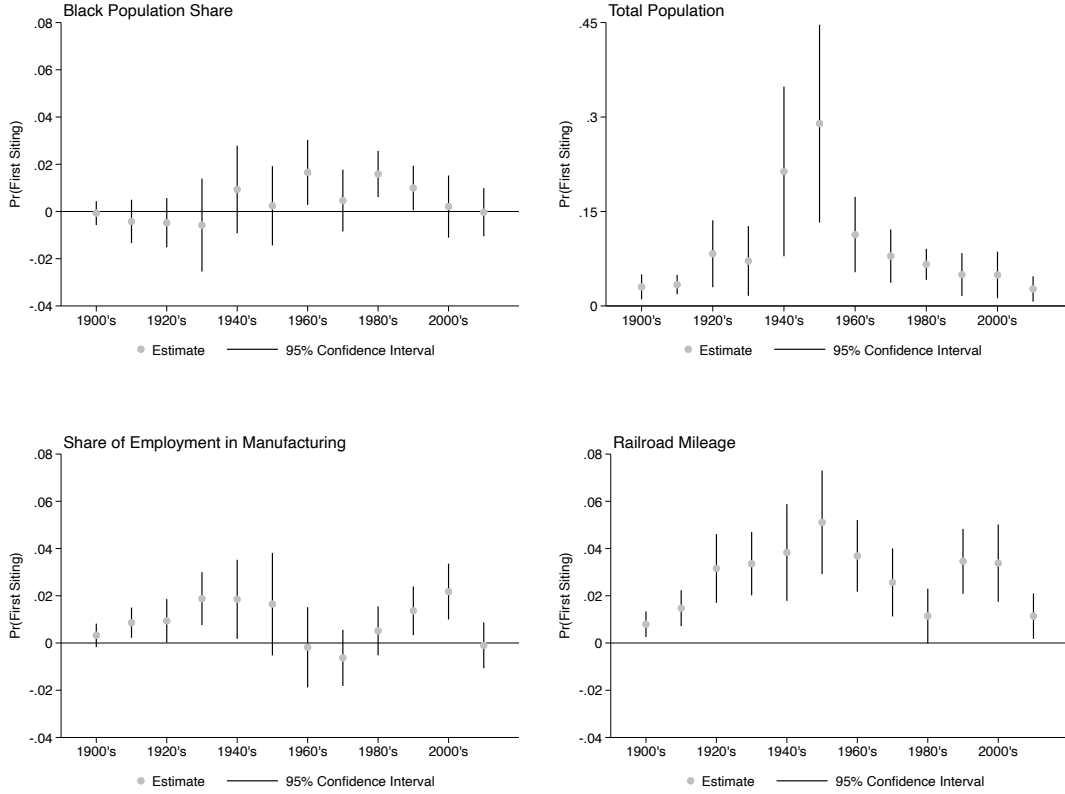 Black Population Share
Pr(First Siting)
.08
.06
.04
.02
0
-.02
-.04
1900's 1920's 1940's 1960's 1980's 2000's
Estimate 95% Confidence Interval
Total Population
Pr(First Siting)
.45
.3
.15
0
1900's 1920's 1940's 1960's 1980's 2000's
Estimate 95% Confidence Interval
Share of Employment in Manufacturing
Pr(First Siting)
.08
.06
.04
.02
0
-.02
-.04
1900's 1920's 1940's 1960's 1980's 2000's
Estimate 95% Confidence Interval
Railroad Mileage
Pr(First Siting)
.08
.06
.04
.02
0
-.02
-.04
1900's 1920's 1940's 1960's 1980's 2000's
Estimate 95% Confidence Interval